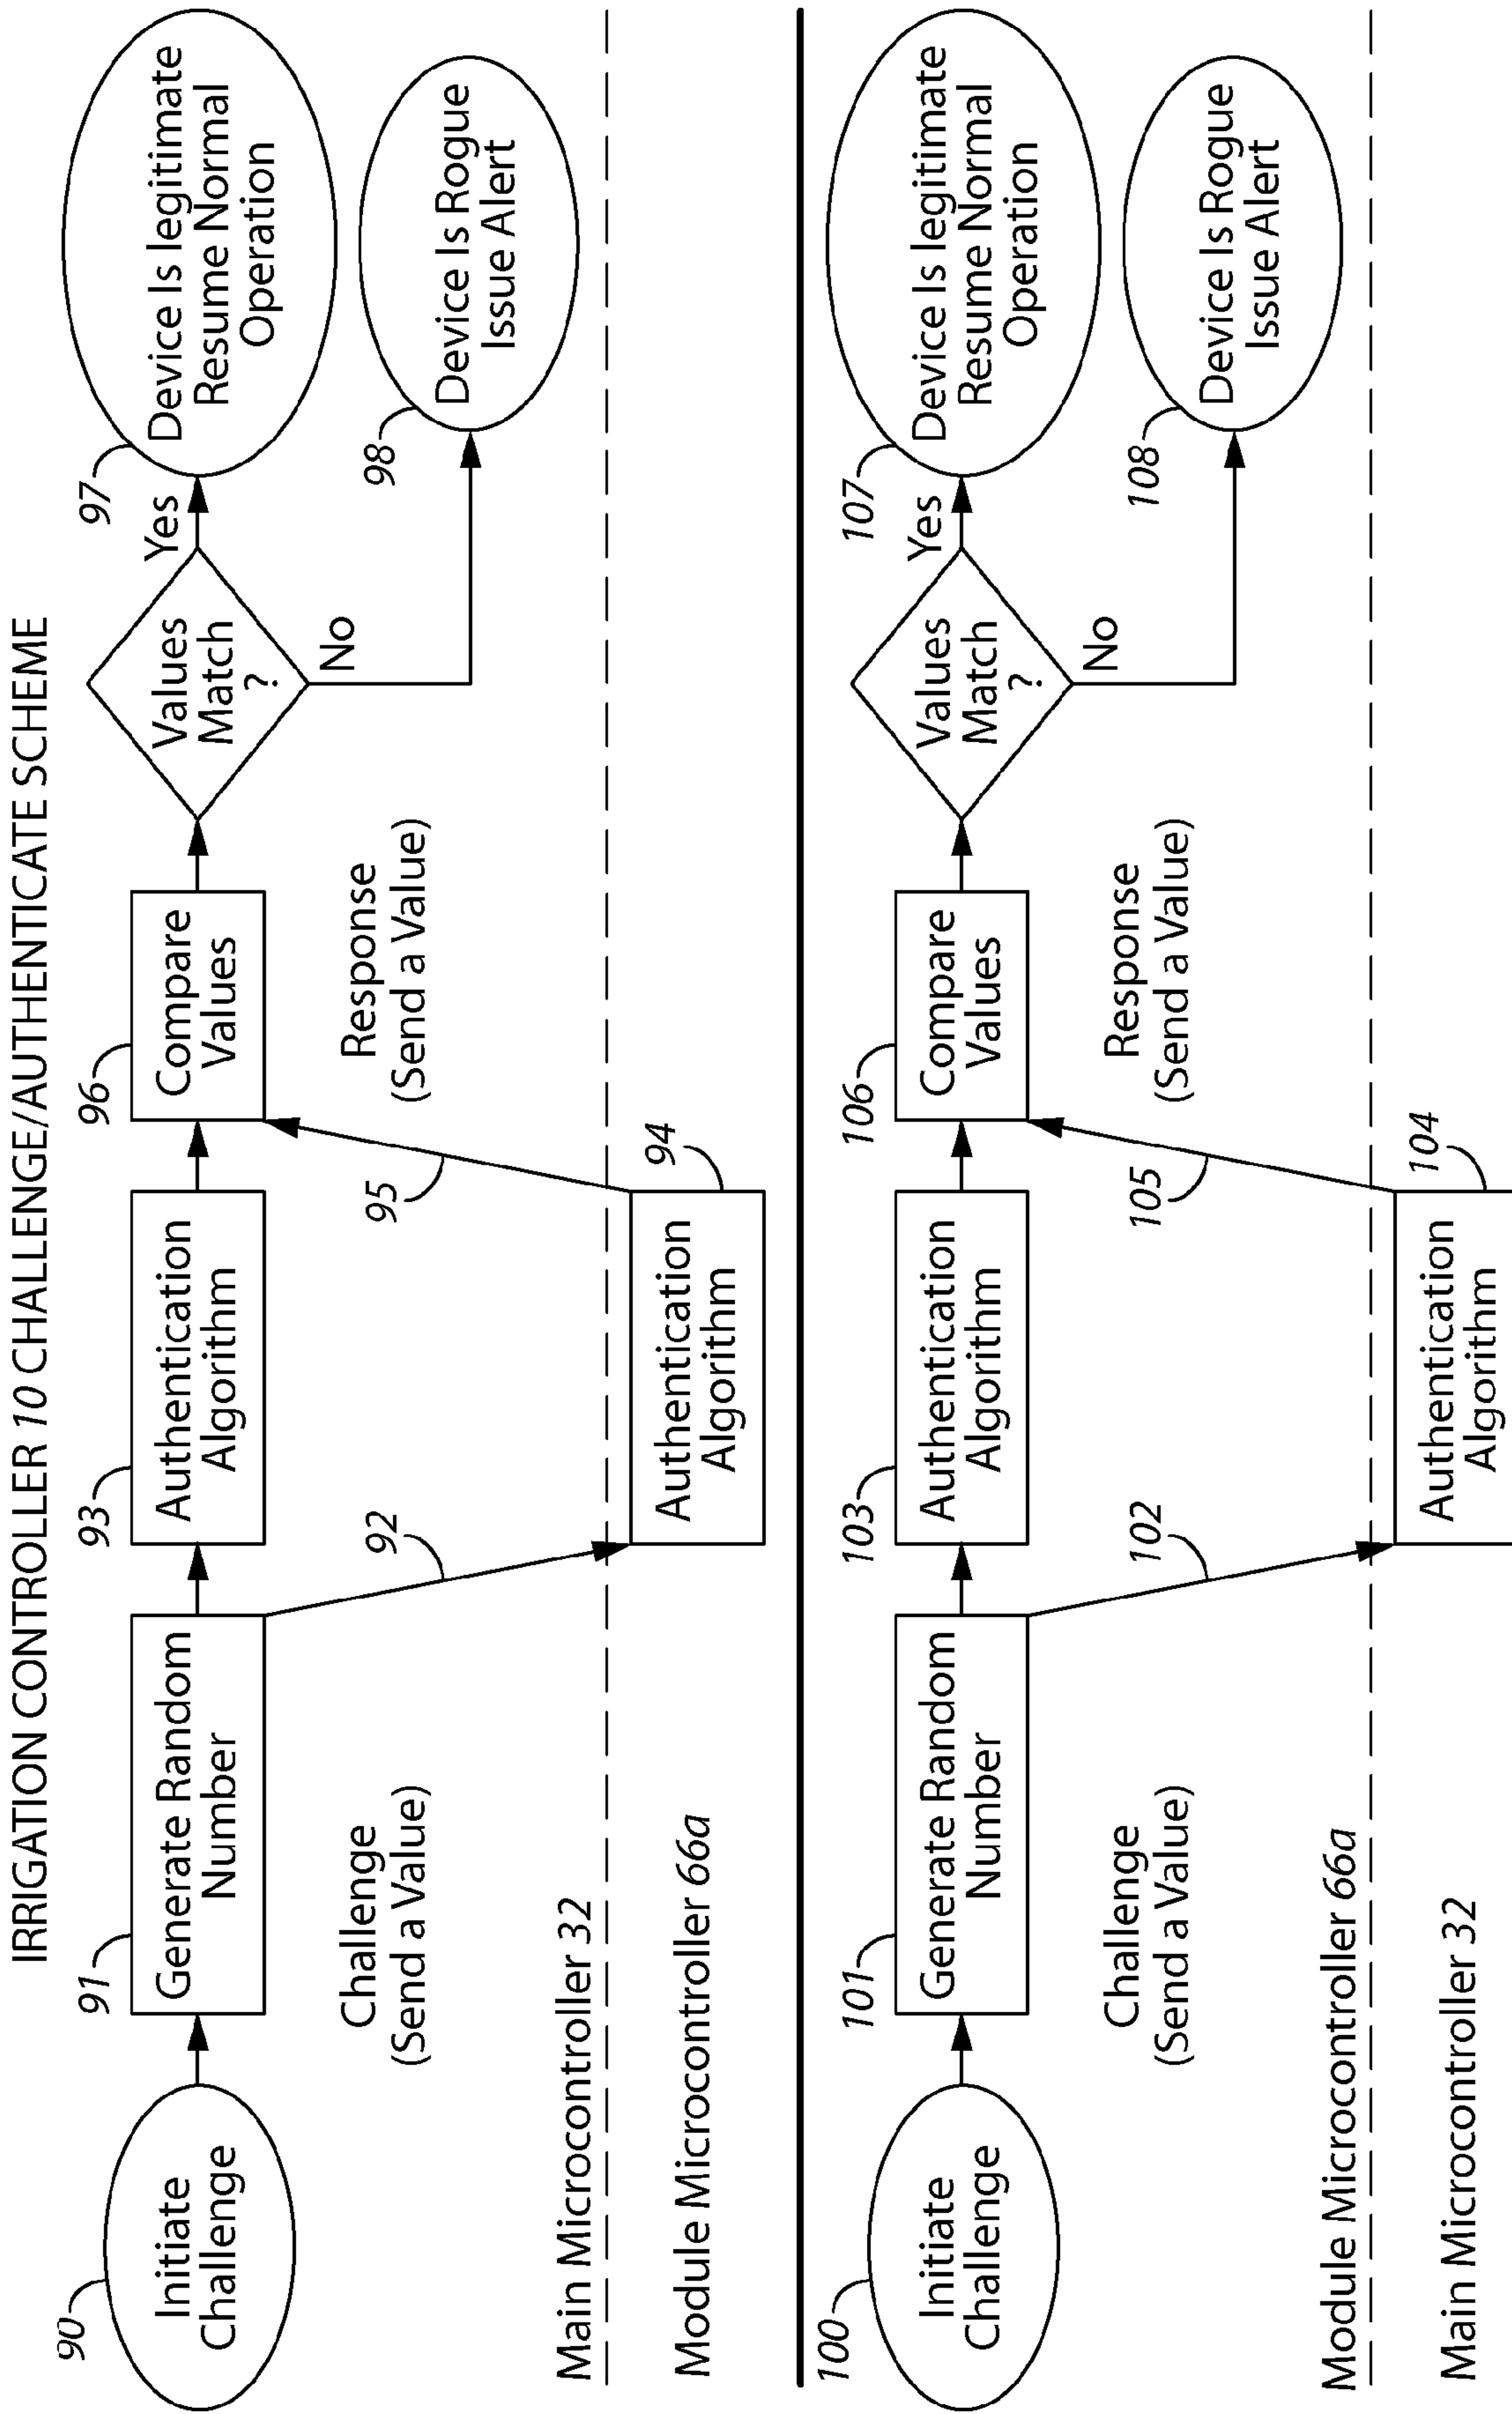 IRRIGATION CONTROLLER 10 CHALLENGE/AUTHENTICATE SCHEME
90
Initiate
Challenge
91
Generate Random
Number
93
Authentication
Algorithm
96
Compare
Values
Values
Match
?
Yes
97
Device Is legitimate
Resume Normal
Operation
No
98
Device Is Rogue
Issue Alert
Challenge
(Send a Value)
92
95
Response
(Send a Value)
Main Microcontroller 32
Module Microcontroller 66a
94
Authentication
Algorithm
100
Initiate
Challenge
101
Generate Random
Number
103
Authentication
Algorithm
106
Compare
Values
Values
Match
?
Yes
107
Device Is legitimate
Resume Normal
Operation
No
108
Device Is Rogue
Issue Alert
Challenge
(Send a Value)
102
105
Response
(Send a Value)
Module Microcontroller 66a
Main Microcontroller 32
104
Authentication
Algorithm